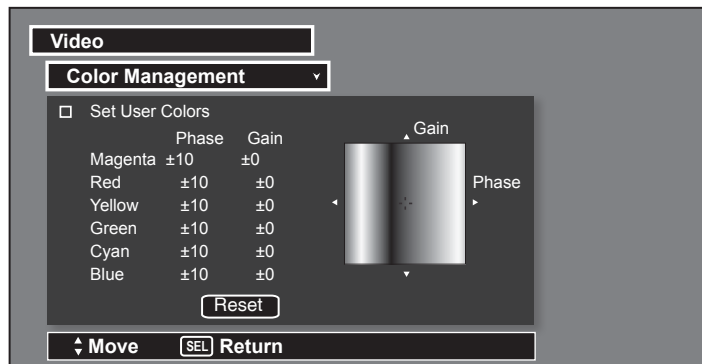 Video
Color Management
Set User Colors
Phase Gain
Magenta ±10 ±0
Red ±10 ±0
Yellow ±10 ±0
Green ±10 ±0
Cyan ±10 ±0
Blue ±10 ±0
Reset
Gain
Phase
Move SEL Return